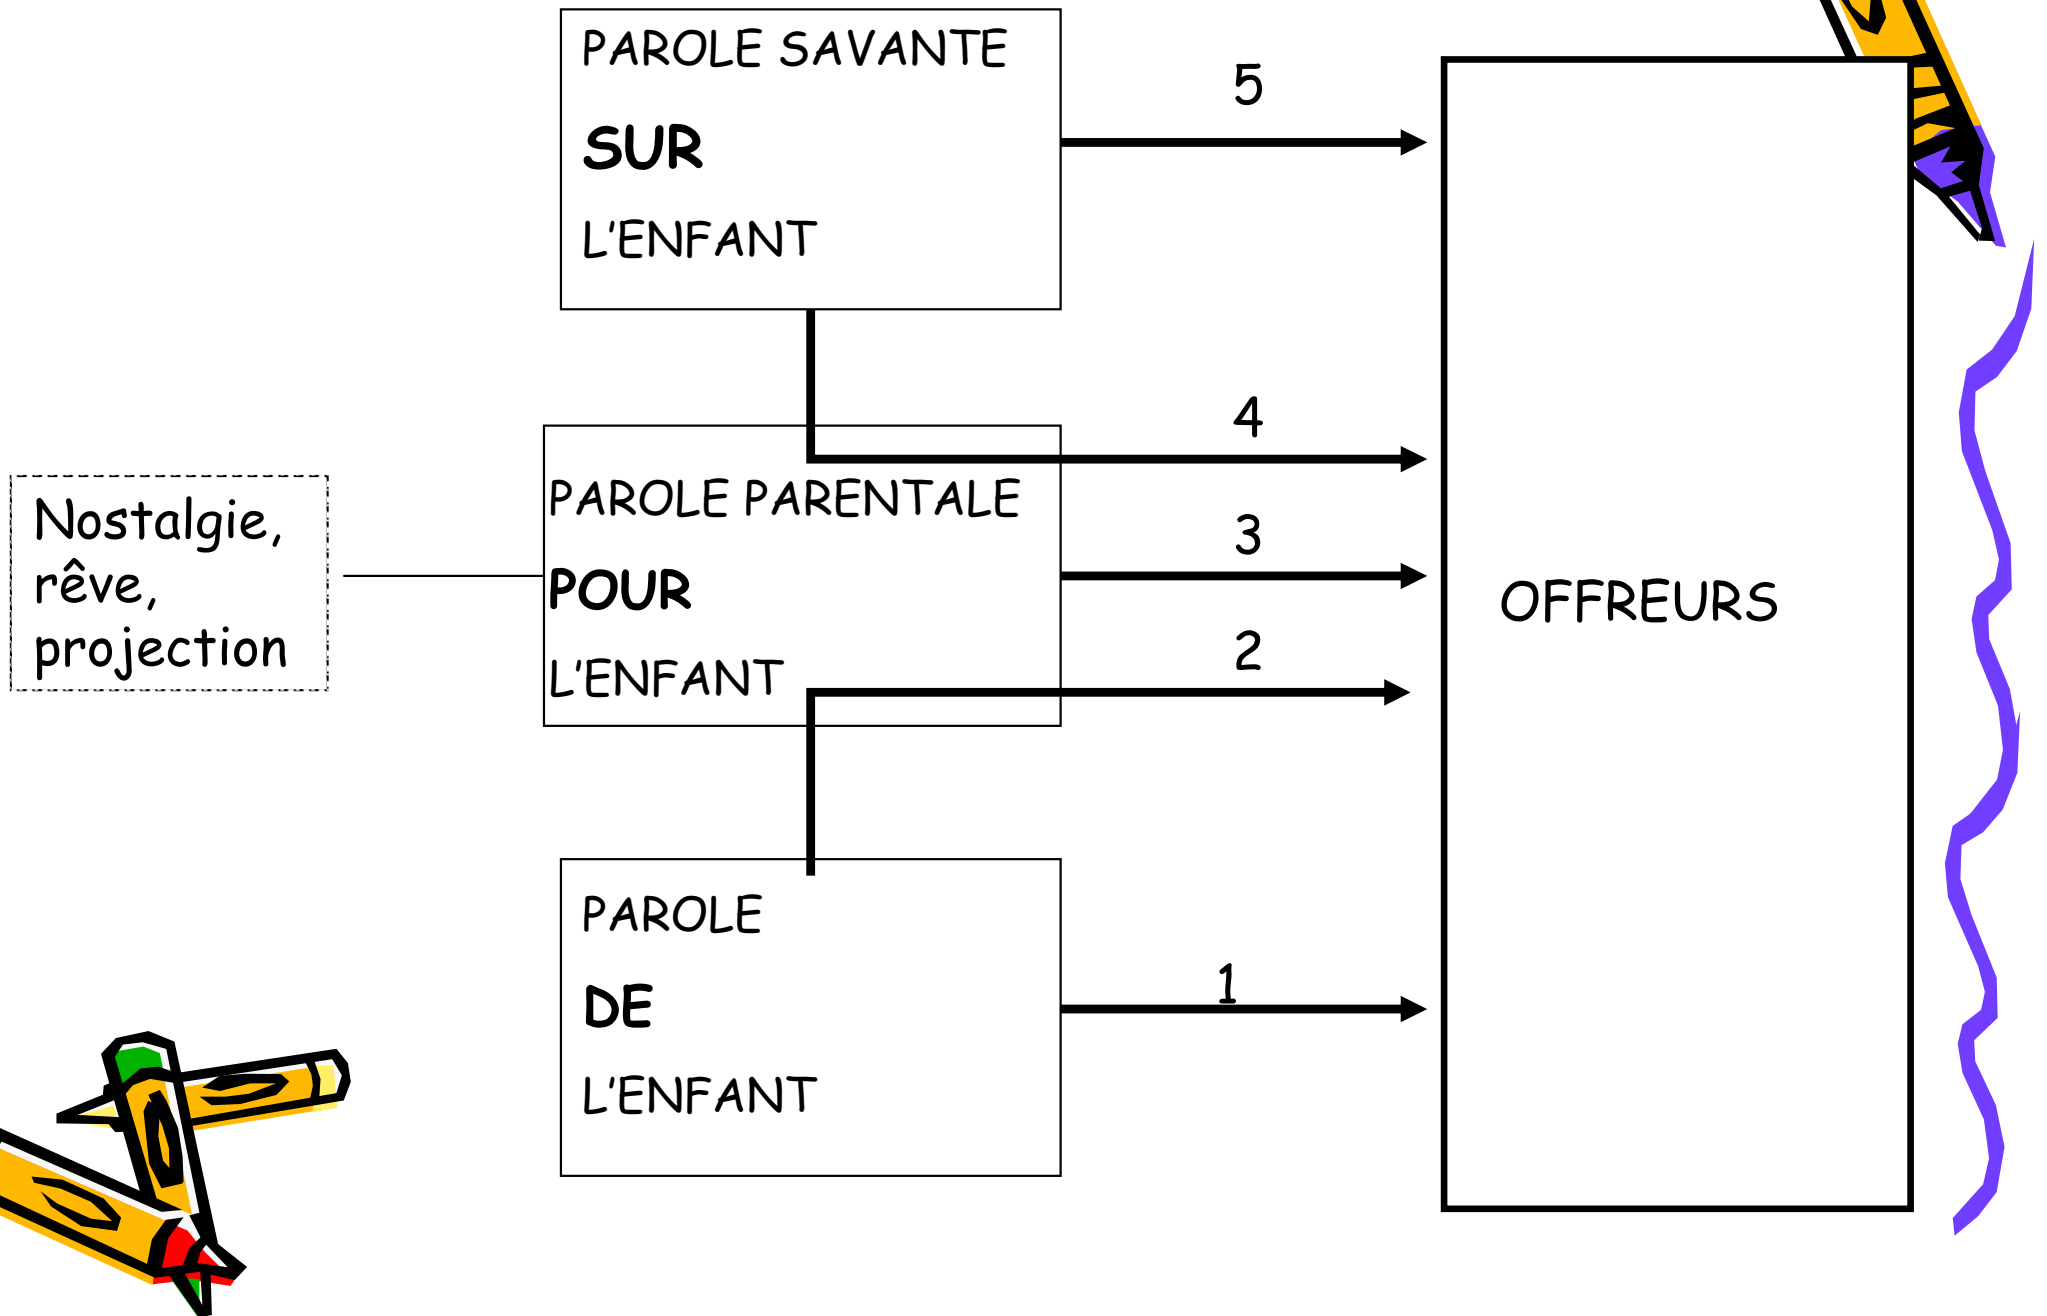 PAROLE SAVANTE
SUR
L'ENFANT
5
4
Nostalgie,
rêve,
projection
PAROLE PARENTALE
POUR
L'ENFANT
3
2
OFFREURS
PAROLE
DE
L'ENFANT
1